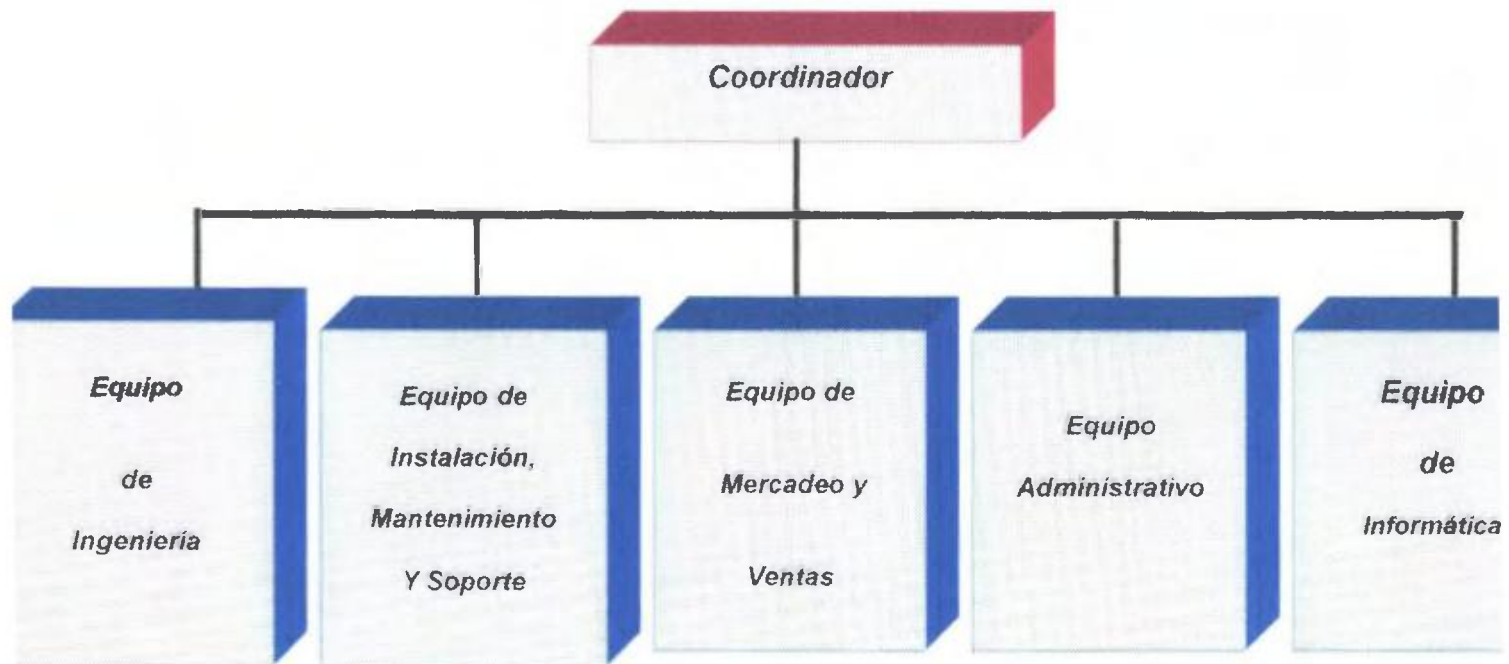 Coordinador
Equipo
de
Ingeniería
Equipo de
Instalación,
Mantenimiento
Y Soporte
Equipo de
Mercadeo y
Ventas
Equipo
Administrativo
Equipo
de
Informática